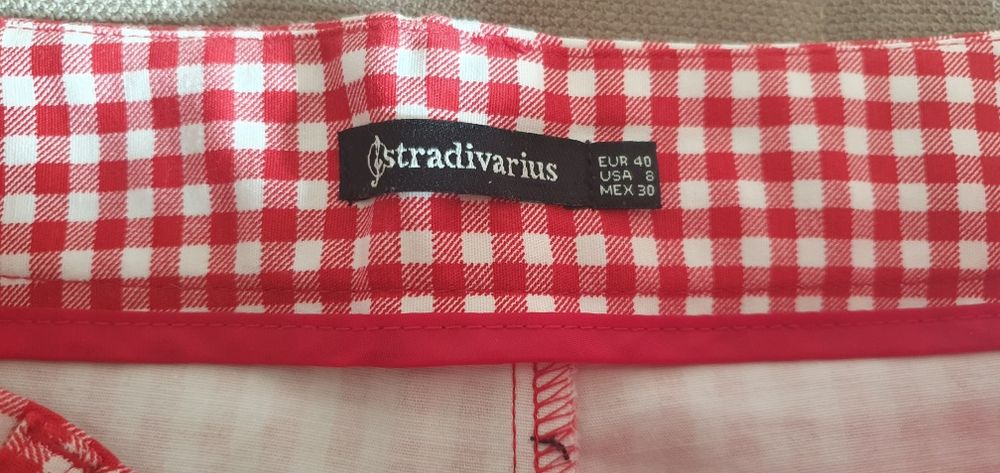 stradivarius
EUR 40
USA 8
MEX 30